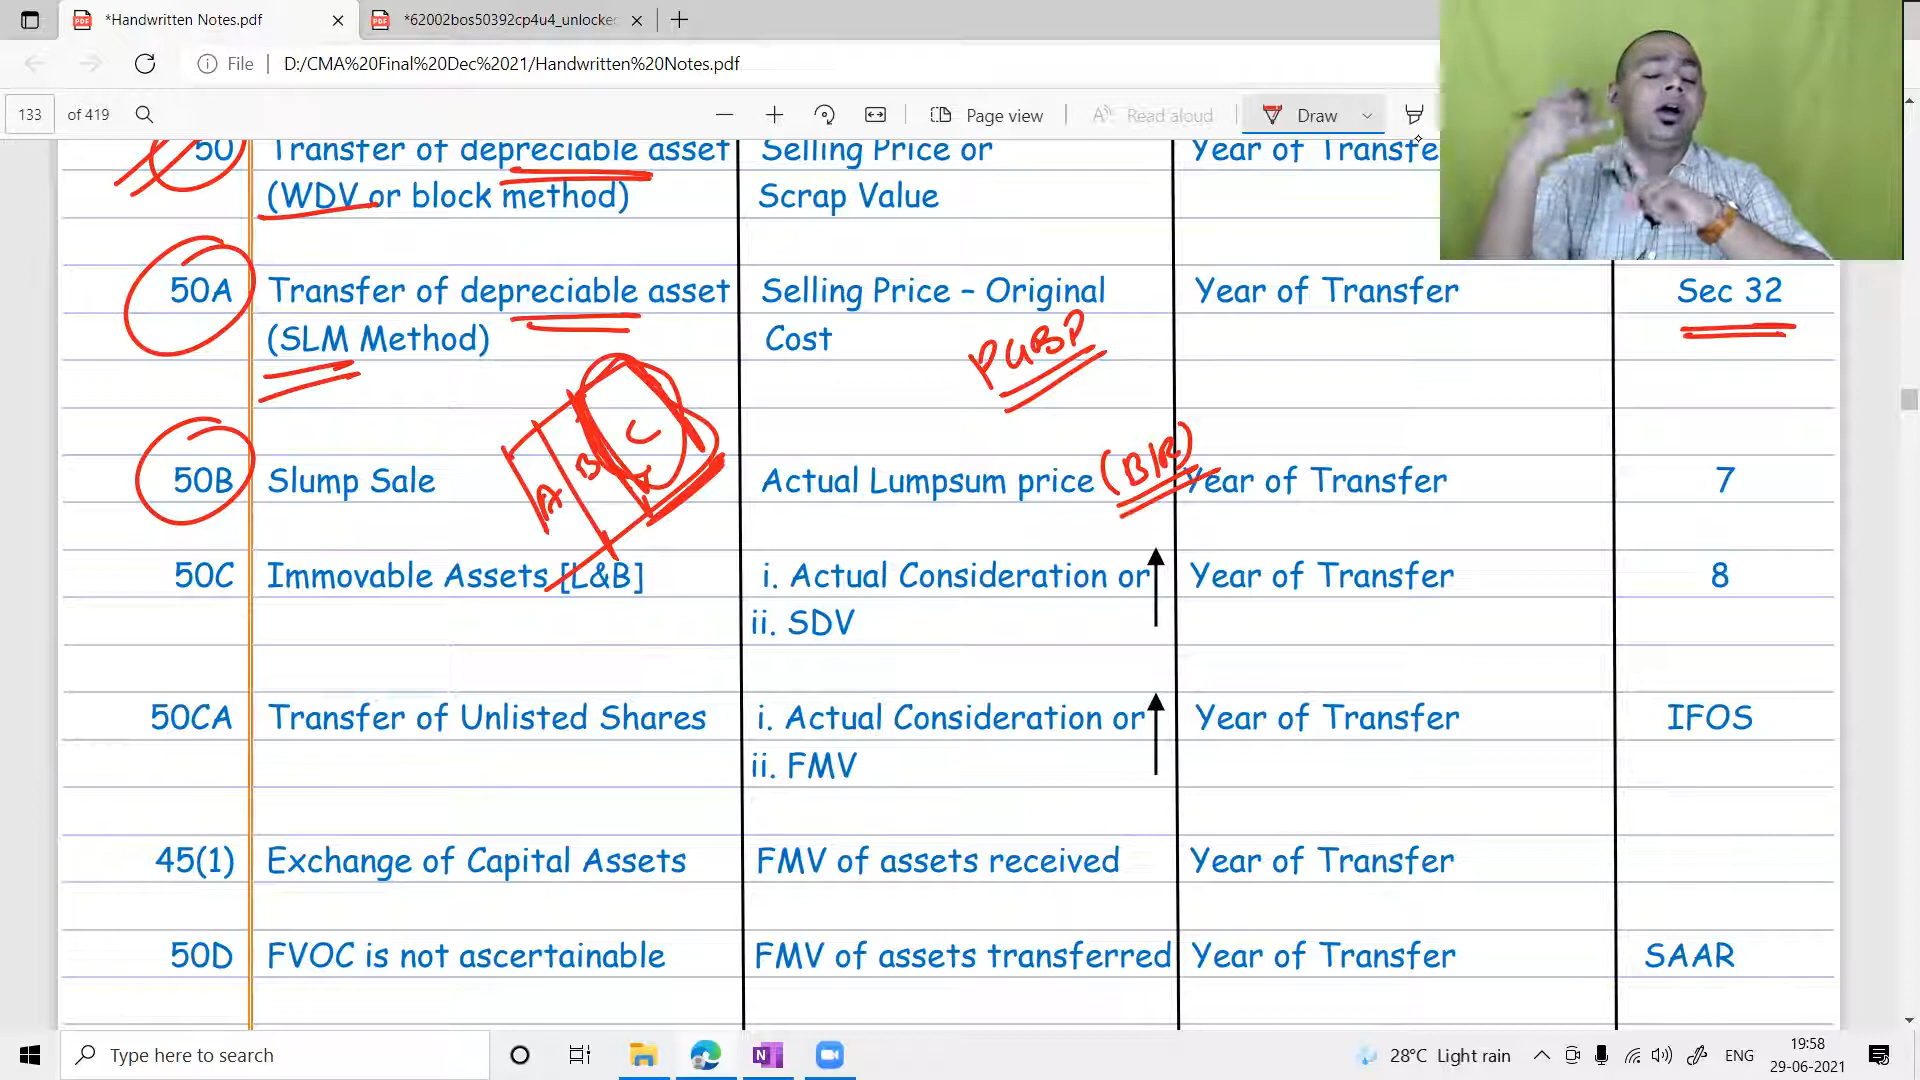 *Handwritten Notes.pdf
*62002bos50392cp4u4_unlocke
File
D:/CMA%20Final%20Dec%2021/Handwritten%20Notes.pdf
133 of 419
Page view
Read aloud
Draw
50 Transfer of depreciable asset Selling Price or Year of Transfe
(WDV or block method) Scrap Value
50A Transfer of depreciable asset Selling Price – Original Year of Transfer Sec 32
(SLM Method) Cost
PGBP
C
50B Slump Sale A B Actual Lumpsum price (B/R) Year of Transfer 7
50C Immovable Assets [L&B] i. Actual Consideration or Year of Transfer 8
ii. SDV
50CA Transfer of Unlisted Shares i. Actual Consideration or Year of Transfer IFOS
ii. FMV
45(1) Exchange of Capital Assets FMV of assets received Year of Transfer
50D FVOC is not ascertainable FMV of assets transferred Year of Transfer SAAR
Type here to search
28°C Light rain
ENG
19:58
29-06-2021